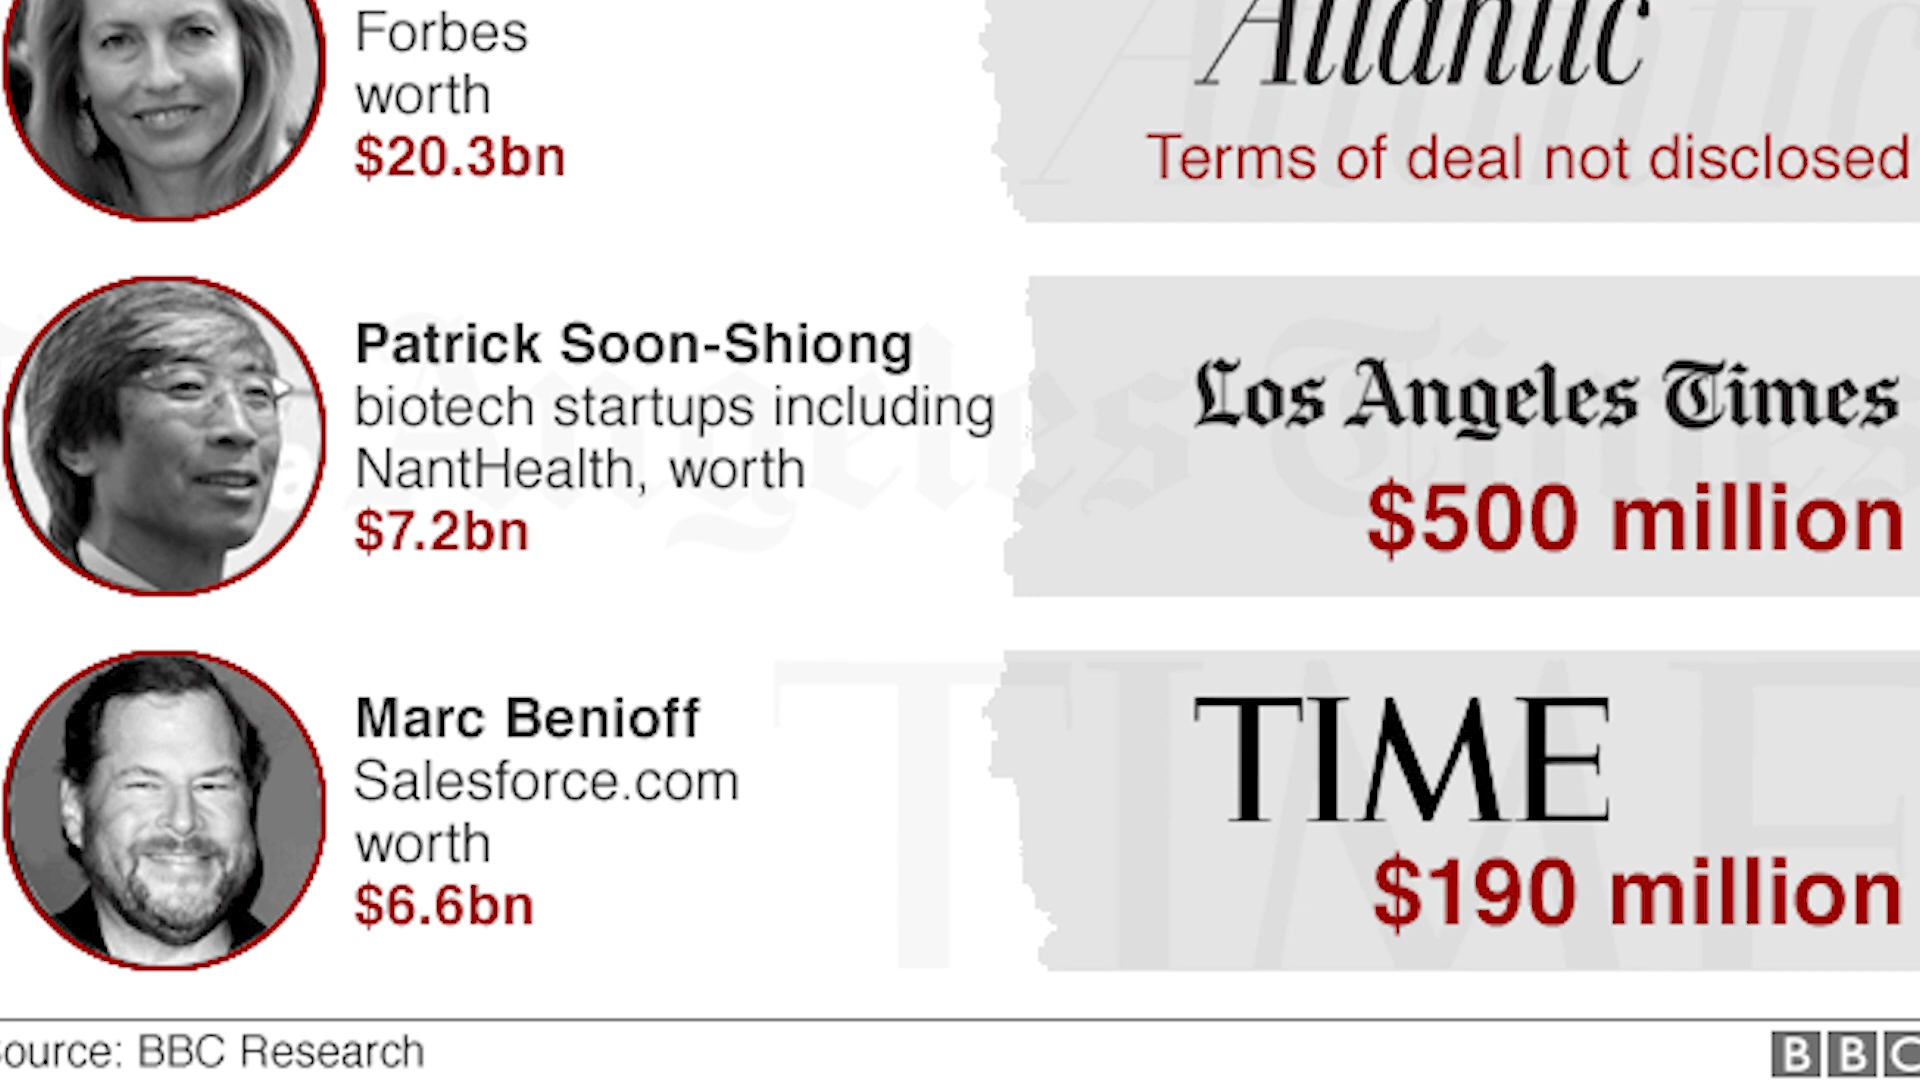 Forbes
worth
$20.3bn
Atlantic
Terms of deal not disclosed
Patrick Soon-Shiong
biotech startups including
NantHealth, worth
$7.2bn
Los Angeles Times
$500 million
Marc Benioff
Salesforce.com
worth
$6.6bn
TIME
$190 million
Source: BBC Research
BBC